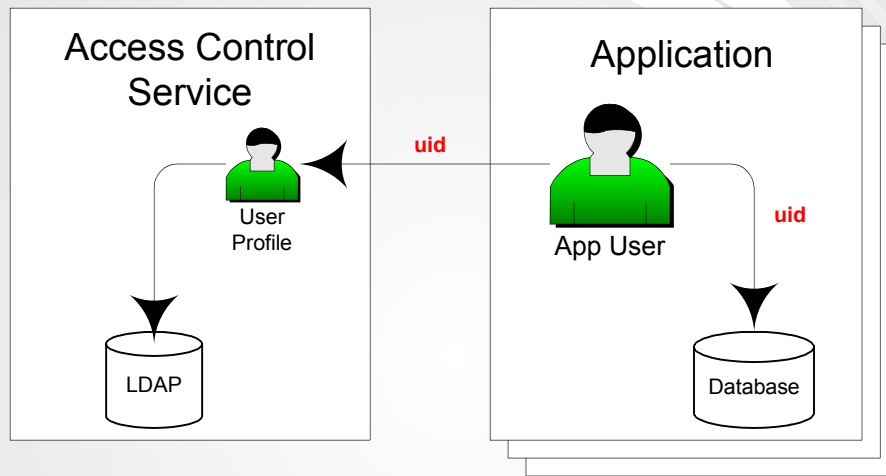 Access Control
Service
User
Profile
LDAP
uid
Application
App User
uid
Database